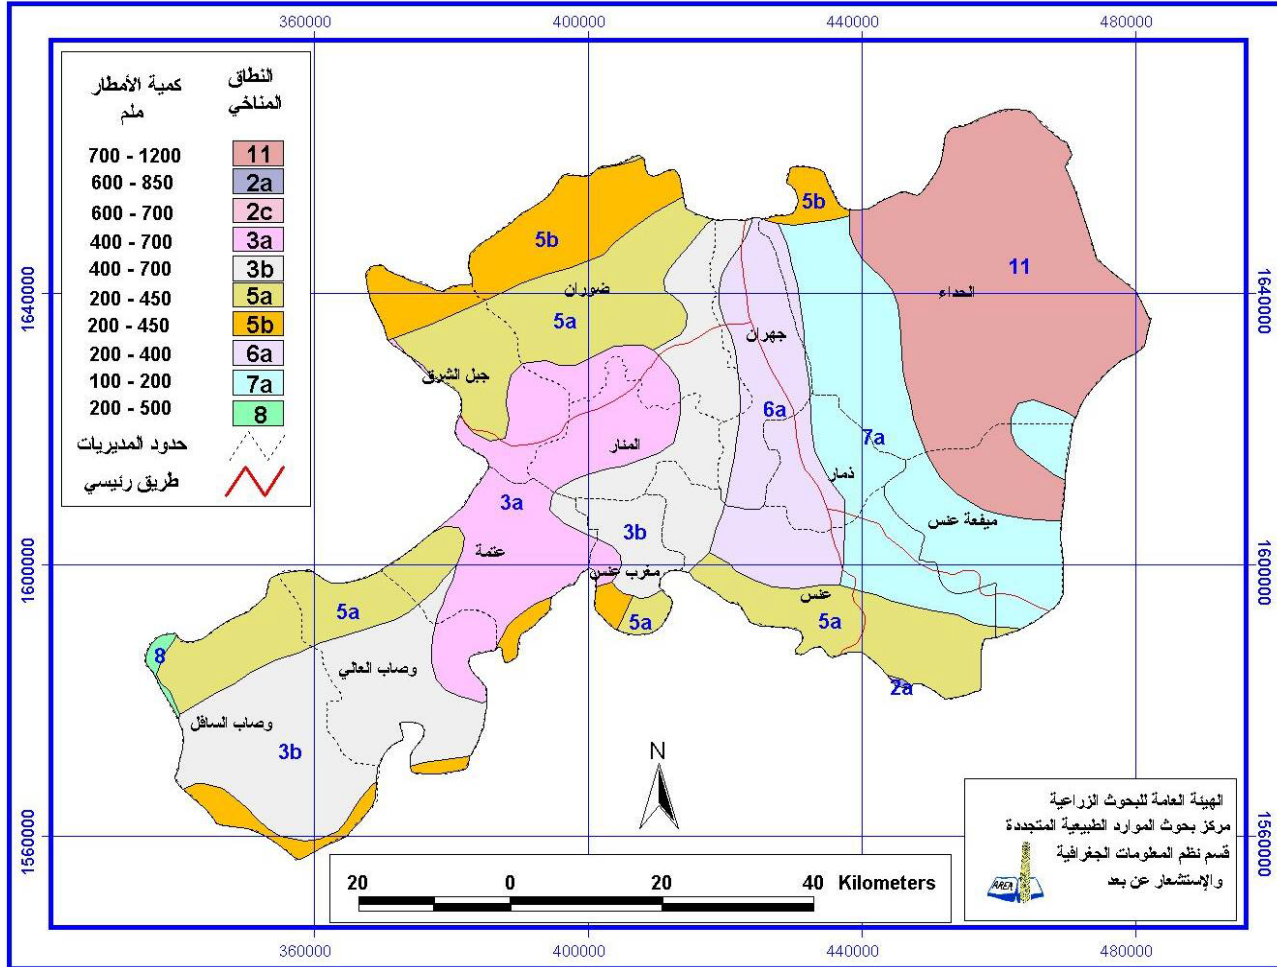 360000 400000 440000 480000
النطاق المناخي
كمية الأمطار ملم
11 700 - 1200
2a 600 - 850
2c 600 - 700
3a 400 - 700
3b 400 - 700
5a 200 - 450
5b 200 - 450
6a 200 - 400
7a 100 - 200
8 200 - 500
حدود المديريات
طريق رئيسي
5b
5b
11
الحداء
1640000
1640000
ضوران
5a
جهران
جبل الشرق
6a
7a
المنار
ذمار
3a
ميفعة عنس
3b
عتمة
مغرب عنس
1600000
1600000
عنس
5a
5a
5a
8
وصاب العالي
2a
وصاب السافل
3b
N
1560000
1560000
الهيئة العامة للبحوث الزراعية
مركز بحوث الموارد الطبيعية المتجددة
قسم نظم المعلومات الجغرافية
والإستشعار عن بعد
AREA
20 0 20 40 Kilometers
360000 400000 440000 480000